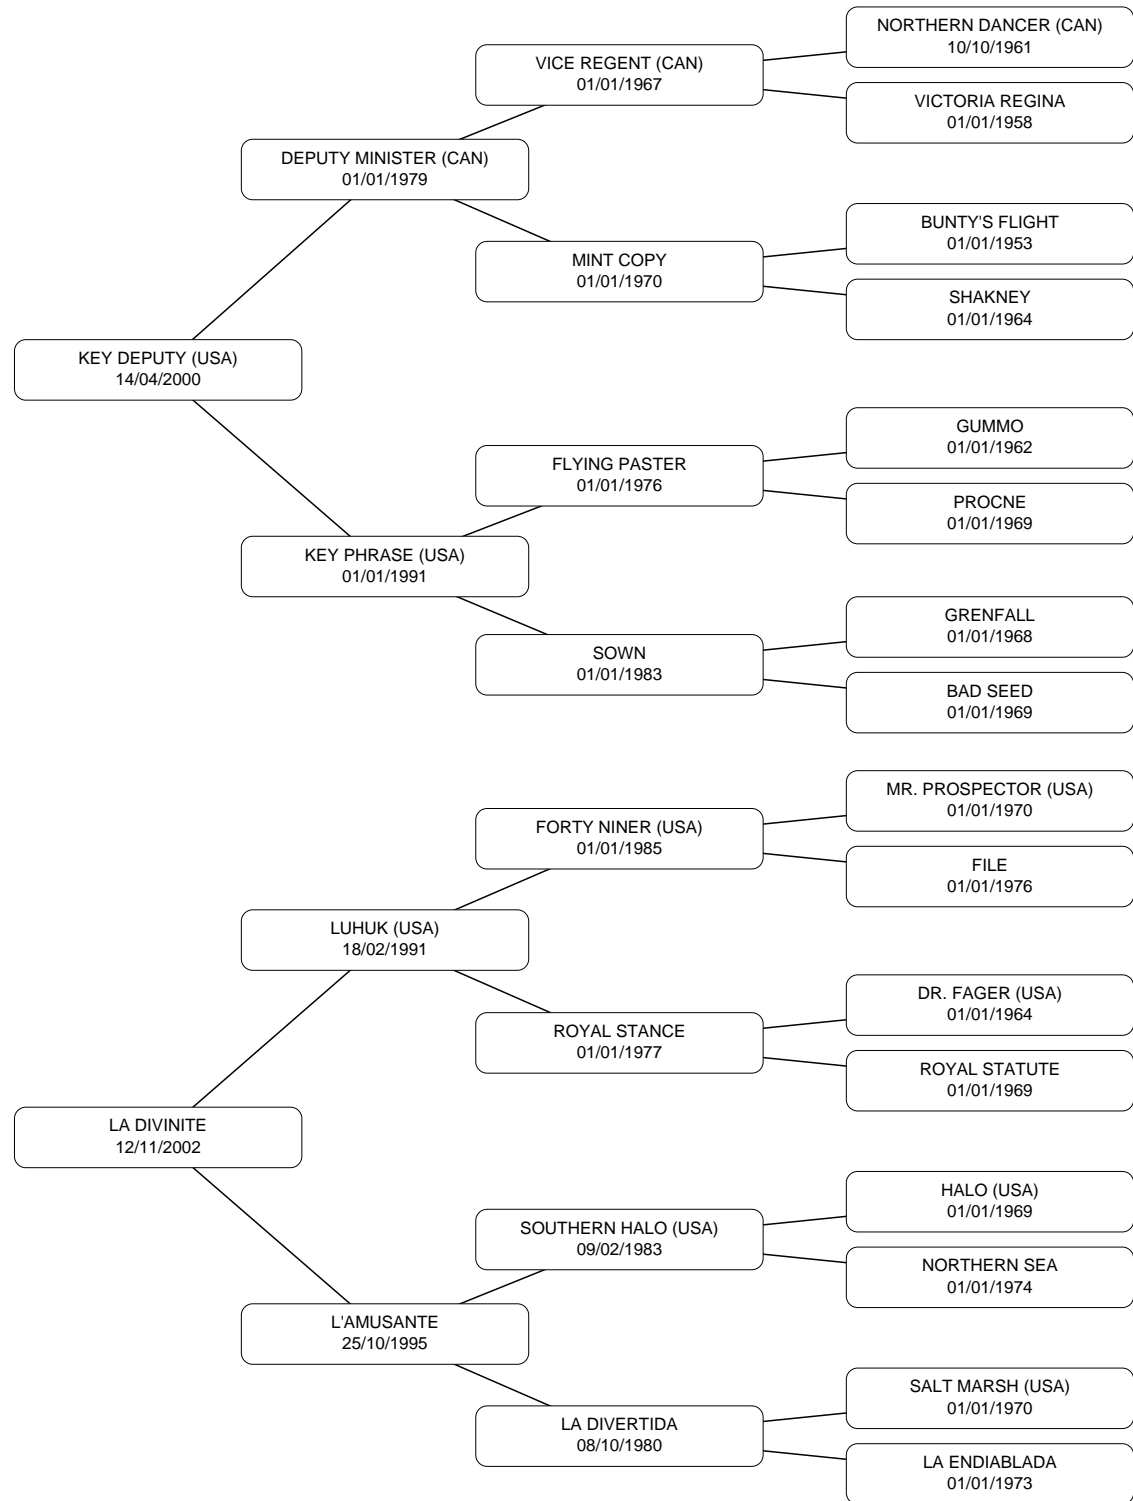 NORTHERN DANCER (CAN)
10/10/1961
VICE REGENT (CAN)
01/01/1967
VICTORIA REGINA
01/01/1958
DEPUTY MINISTER (CAN)
01/01/1979
BUNTY'S FLIGHT
01/01/1953
MINT COPY
01/01/1970
SHAKNEY
01/01/1964
KEY DEPUTY (USA)
14/04/2000
GUMMO
01/01/1962
FLYING PASTER
01/01/1976
PROCNE
01/01/1969
KEY PHRASE (USA)
01/01/1991
GRENFALL
01/01/1968
SOWN
01/01/1983
BAD SEED
01/01/1969
MR. PROSPECTOR (USA)
01/01/1970
FORTY NINER (USA)
01/01/1985
FILE
01/01/1976
LUHUK (USA)
18/02/1991
DR. FAGER (USA)
01/01/1964
ROYAL STANCE
01/01/1977
ROYAL STATUTE
01/01/1969
LA DIVINITE
12/11/2002
HALO (USA)
01/01/1969
SOUTHERN HALO (USA)
09/02/1983
NORTHERN SEA
01/01/1974
L'AMUSANTE
25/10/1995
SALT MARSH (USA)
01/01/1970
LA DIVERTIDA
08/10/1980
LA ENDIABLADA
01/01/1973